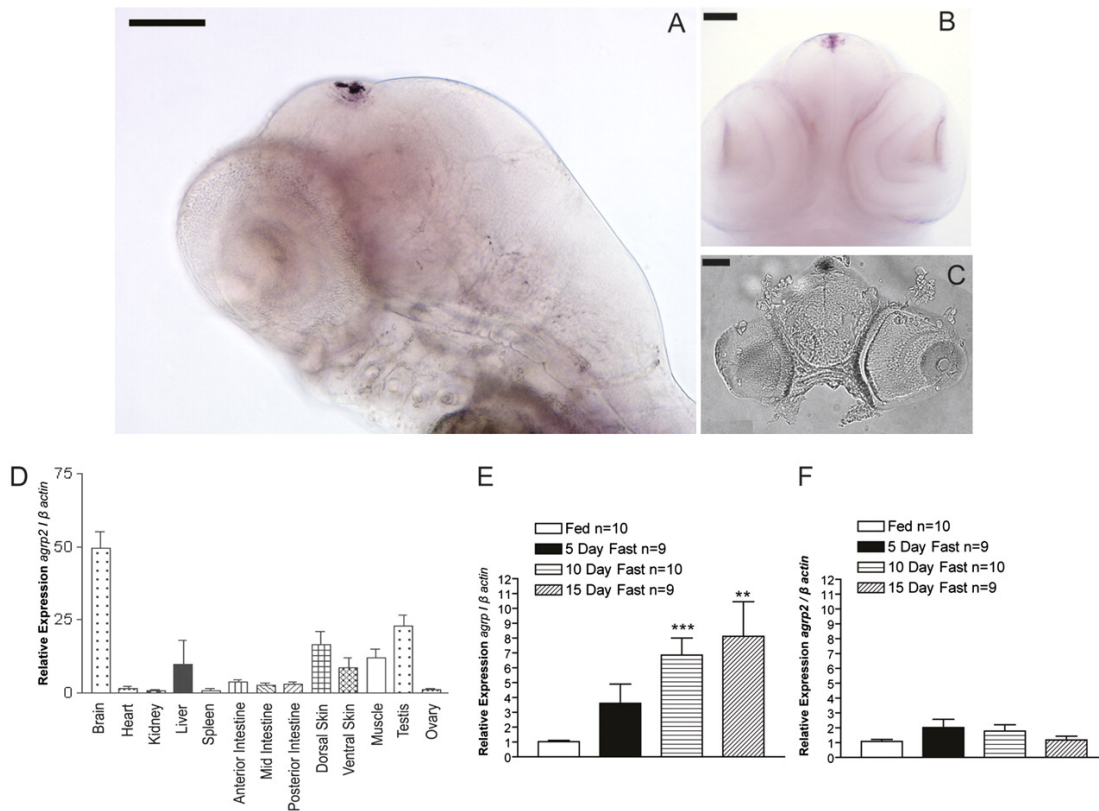 A
B
C
D
Relative Expression agrp2 / β actin
75
50
25
0
Brain
Heart
Kidney
Liver
Spleen
Anterior Intestine
Mid Intestine
Posterior Intestine
Dorsal Skin
Ventral Skin
Muscle
Testis
Ovary
E
Fed n=10
5 Day Fast n=9
10 Day Fast n=10
15 Day Fast n=9
Relative Expression agrp / β actin
12
11
10
9
8
7
6
5
4
3
2
1
0
***
**
F
Fed n=10
5 Day Fast n=9
10 Day Fast n=10
15 Day Fast n=9
Relative Expression agrp2 / β actin
12
11
10
9
8
7
6
5
4
3
2
1
0